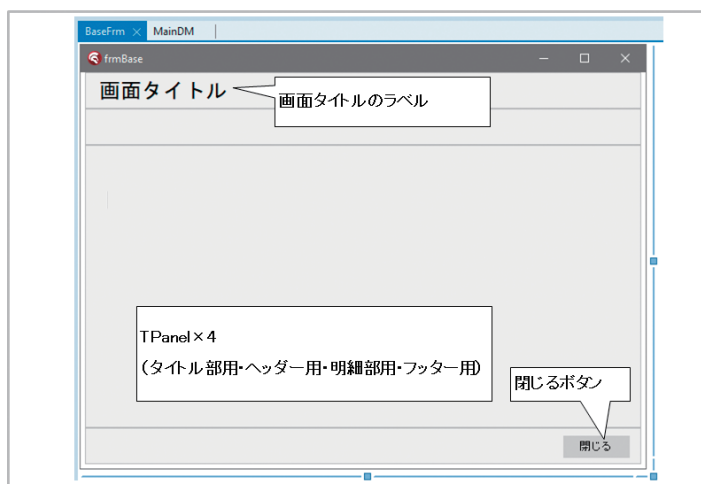 BaseFrm × MainDM
frmBase
画面タイトル
画面タイトルのラベル
TPanel×4
(タイトル部用・ヘッダー用・明細部用・フッター用)
閉じるボタン
閉じる